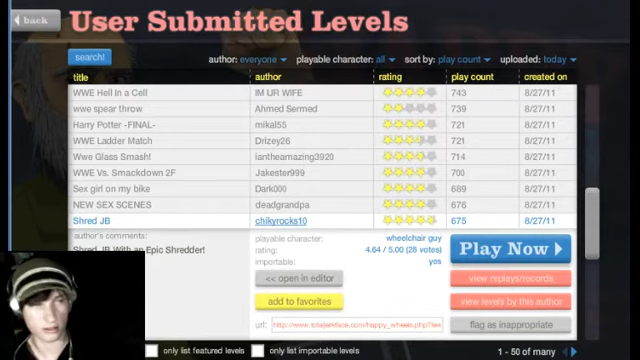 back
User Submitted Levels
search!
author: everyone playable character: all sort by: play count uploaded: today
title author rating play count created on
WWE Hell In a Cell IM UR WIFE 743 8/27/11
wwe spear throw Ahmed Sermed 739 8/27/11
Harry Potter -FINAL- mikal55 721 8/27/11
WWE Ladder Match Drizey26 721 8/27/11
Wwe Glass Smash! iantheamazing3920 714 8/27/11
WWE Vs. Smackdown 2F Jakester999 700 8/27/11
Sex girl on my bike Dark000 689 8/27/11
NEW SEX SCENES deadgrandpa 676 8/27/11
Shred JB chikyrocks10 675 8/27/11
author's comments:
Shred JB With an Epic Shredder!
playable character: wheelchair guy
rating: 4.64 / 5.00 (28 votes)
importable: yes
<< open in editor
add to favorites
url: http://www.totaljerkface.com/happy_wheels.php?lev
Play Now
view replays/records
view levels by this author
flag as inappropriate
only list featured levels only list importable levels
1 - 50 of many